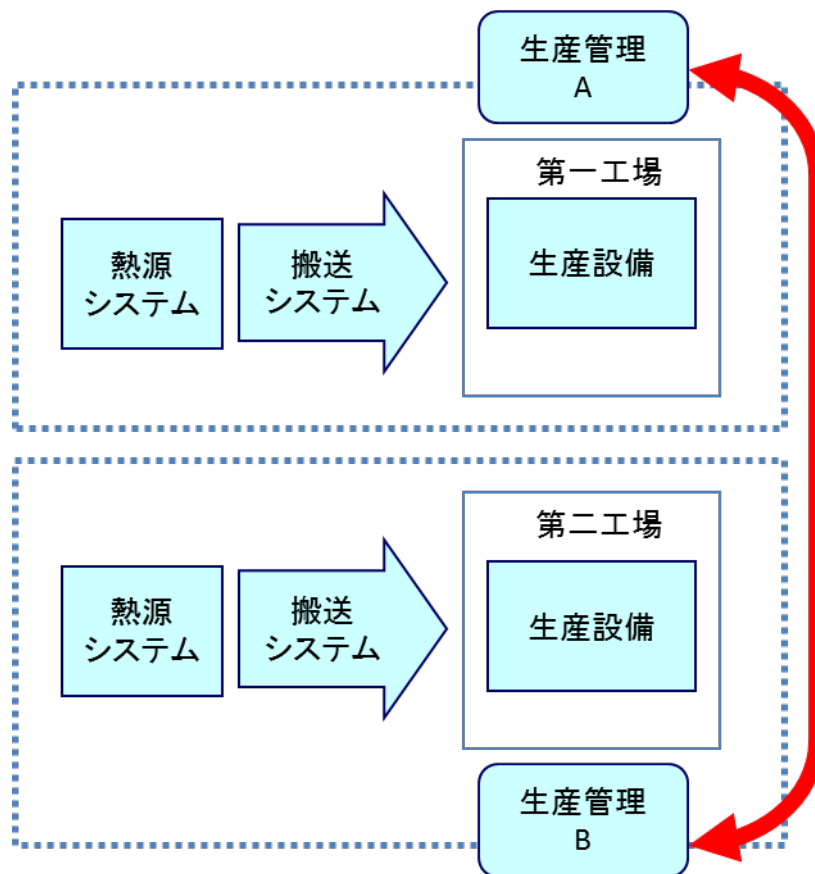 生産管理
A
第一工場
熱源
システム
搬送
システム
生産設備
第二工場
熱源
システム
搬送
システム
生産設備
生産管理
B